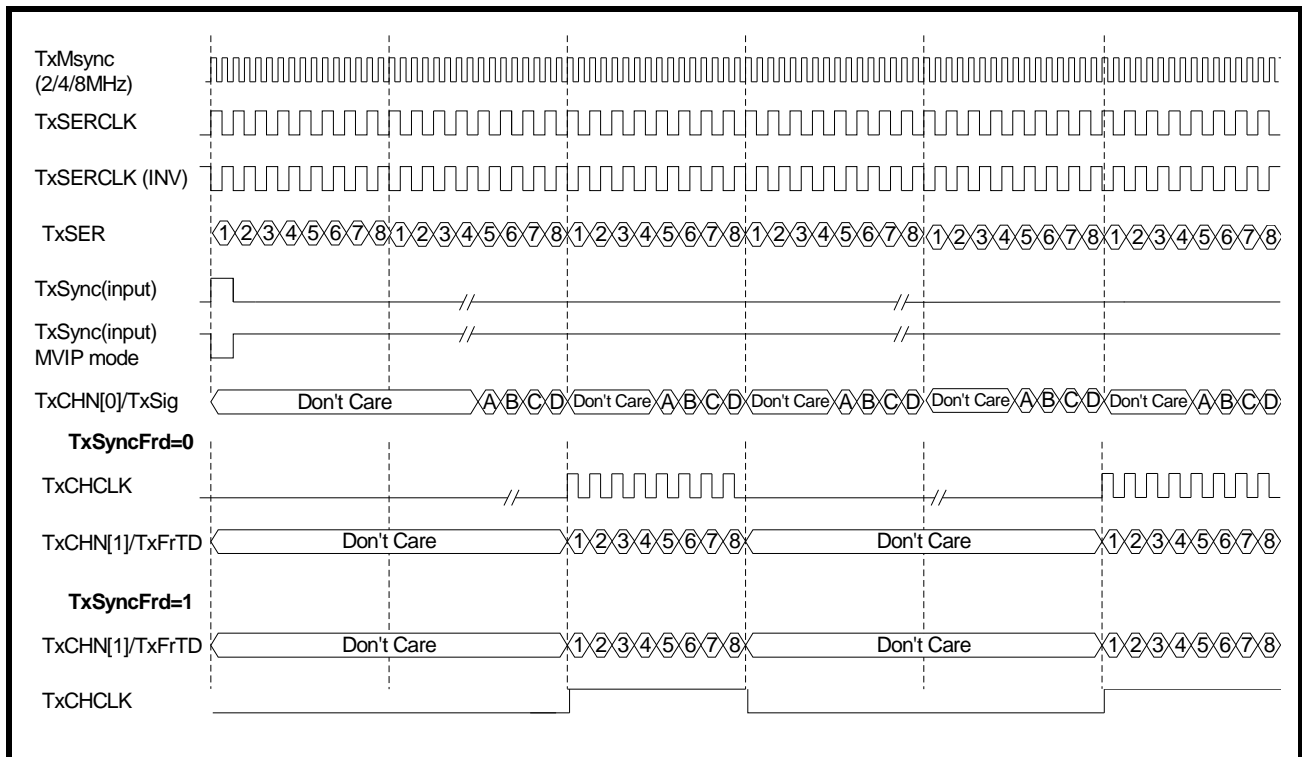 TxMsync
(2/4/8MHz)
TxSERCLK
TxSERCLK (INV)
TxSER 1 2 3 4 5 6 7 8 1 2 3 4 5 6 7 8 1 2 3 4 5 6 7 8 1 2 3 4 5 6 7 8 1 2 3 4 5 6 7 8 1 2 3 4 5 6 7 8
TxSync(input)
TxSync(input)
MVIP mode
TxCHN[0]/TxSig Don't Care A B C D Don't Care A B C D Don't Care A B C D Don't Care A B C D Don't Care A B C D
TxSyncFrd=0
TxCHCLK
TxCHN[1]/TxFrTD Don't Care 1 2 3 4 5 6 7 8 Don't Care 1 2 3 4 5 6 7 8
TxSyncFrd=1
TxCHN[1]/TxFrTD Don't Care 1 2 3 4 5 6 7 8 Don't Care 1 2 3 4 5 6 7 8
TxCHCLK